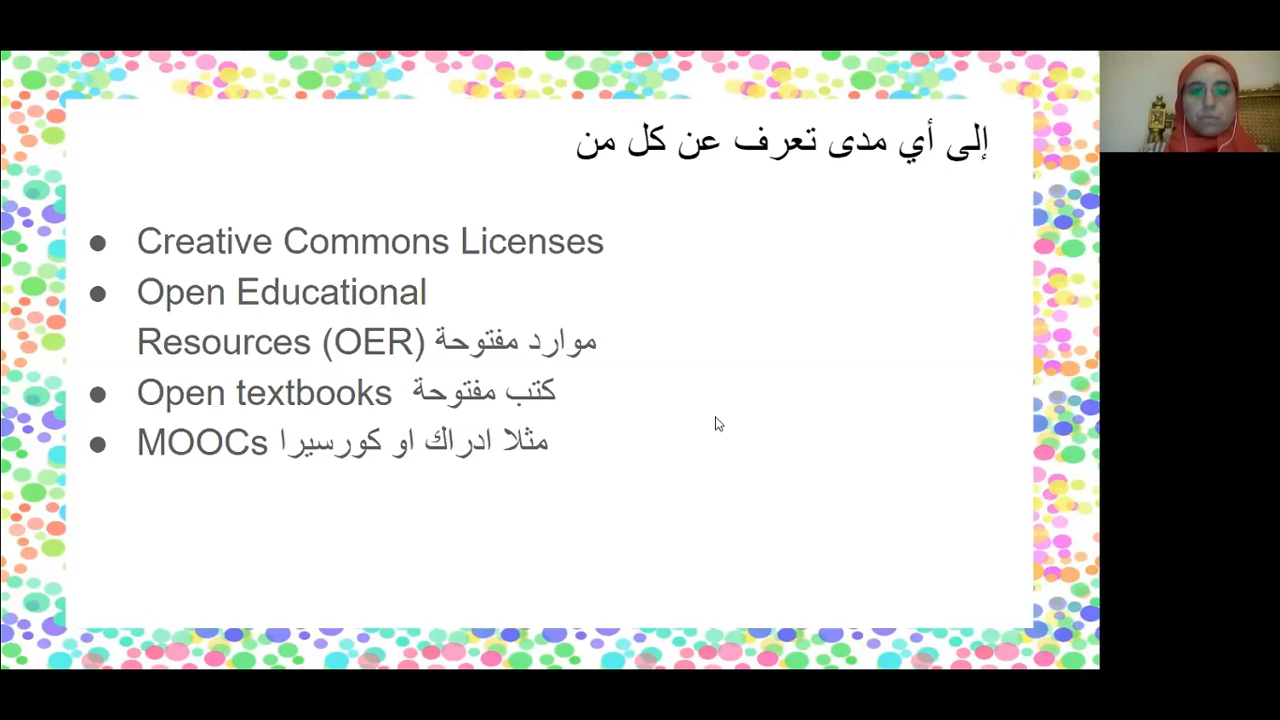 إلى أي مدى تعرف عن كل من
Creative Commons Licenses
Open Educational
Resources (OER) موارد مفتوحة
Open textbooks كتب مفتوحة
MOOCs مثلا ادراك او كورسيرا